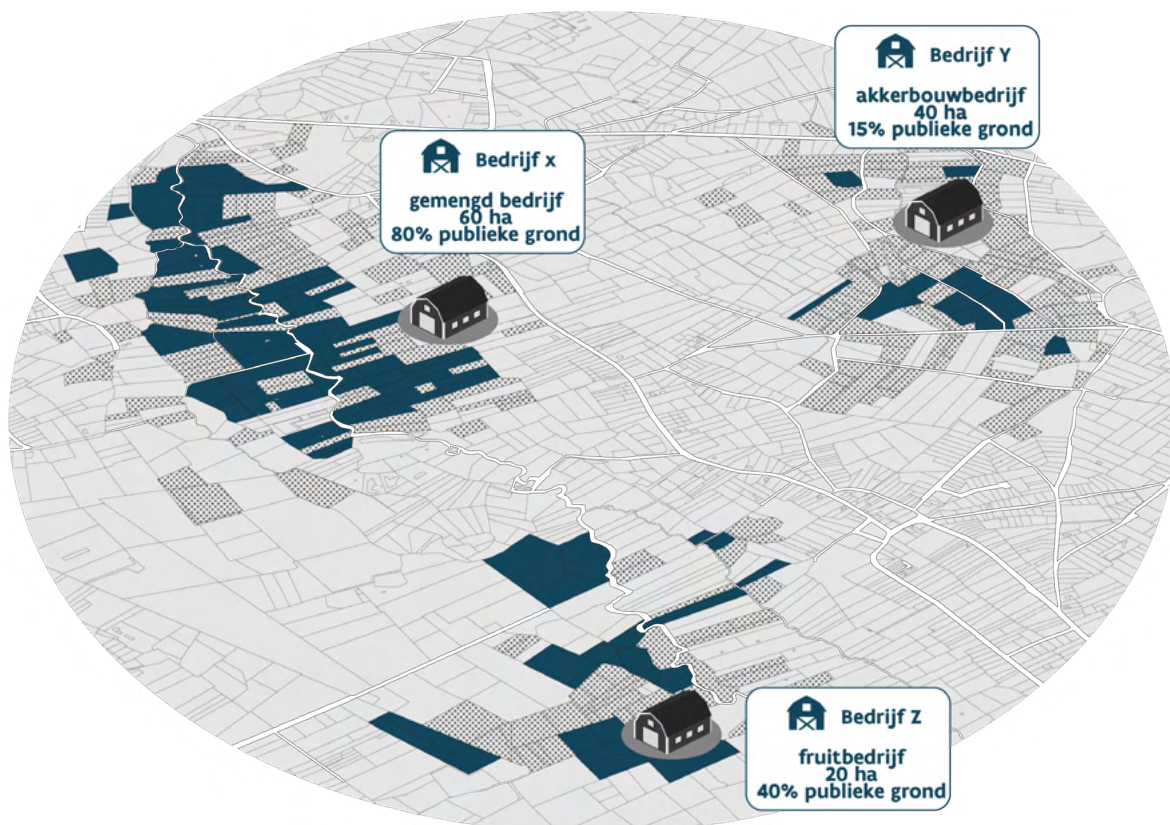 Bedrijf Y
akkerbouwbedrijf
40 ha
15% publieke grond
Bedrijf x
gemengd bedrijf
60 ha
80% publieke grond
Bedrijf Z
fruitbedrijf
20 ha
40% publieke grond